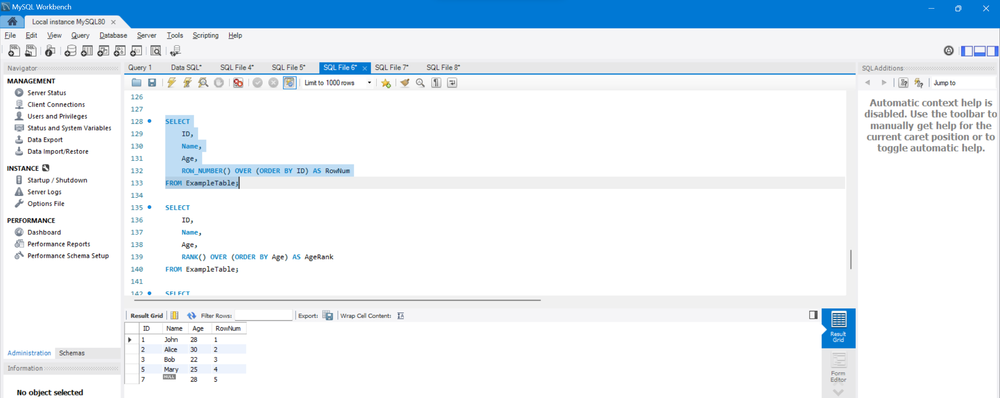 MySQL Workbench
Local instance MySQL80
File Edit View Query Database Server Tools Scripting Help
Navigator
MANAGEMENT
Server Status
Client Connections
Users and Privileges
Status and System Variables
Data Export
Data Import/Restore
INSTANCE
Startup / Shutdown
Server Logs
Options File
PERFORMANCE
Dashboard
Performance Reports
Performance Schema Setup
Administration Schemas
Information
No object selected
Query 1 Data SQL* SQL File 4* SQL File 5* SQL File 6* SQL File 7* SQL File 8*
Limit to 1000 rows
126
127
128 SELECT
129 ID,
130 Name,
131 Age,
132 ROW_NUMBER() OVER (ORDER BY ID) AS RowNum
133 FROM ExampleTable;
134
135 SELECT
136 ID,
137 Name,
138 Age,
139 RANK() OVER (ORDER BY Age) AS AgeRank
140 FROM ExampleTable;
141
142 SELECT
Result Grid Filter Rows: Export: Wrap Cell Content:
ID Name Age RowNum
1 John 28 1
2 Alice 30 2
3 Bob 22 3
5 Mary 25 4
7 NULL 28 5
Result
Grid
Form
Editor
SQLAdditions
Jump to
Automatic context help is
disabled. Use the toolbar to
manually get help for the
current caret position or to
toggle automatic help.